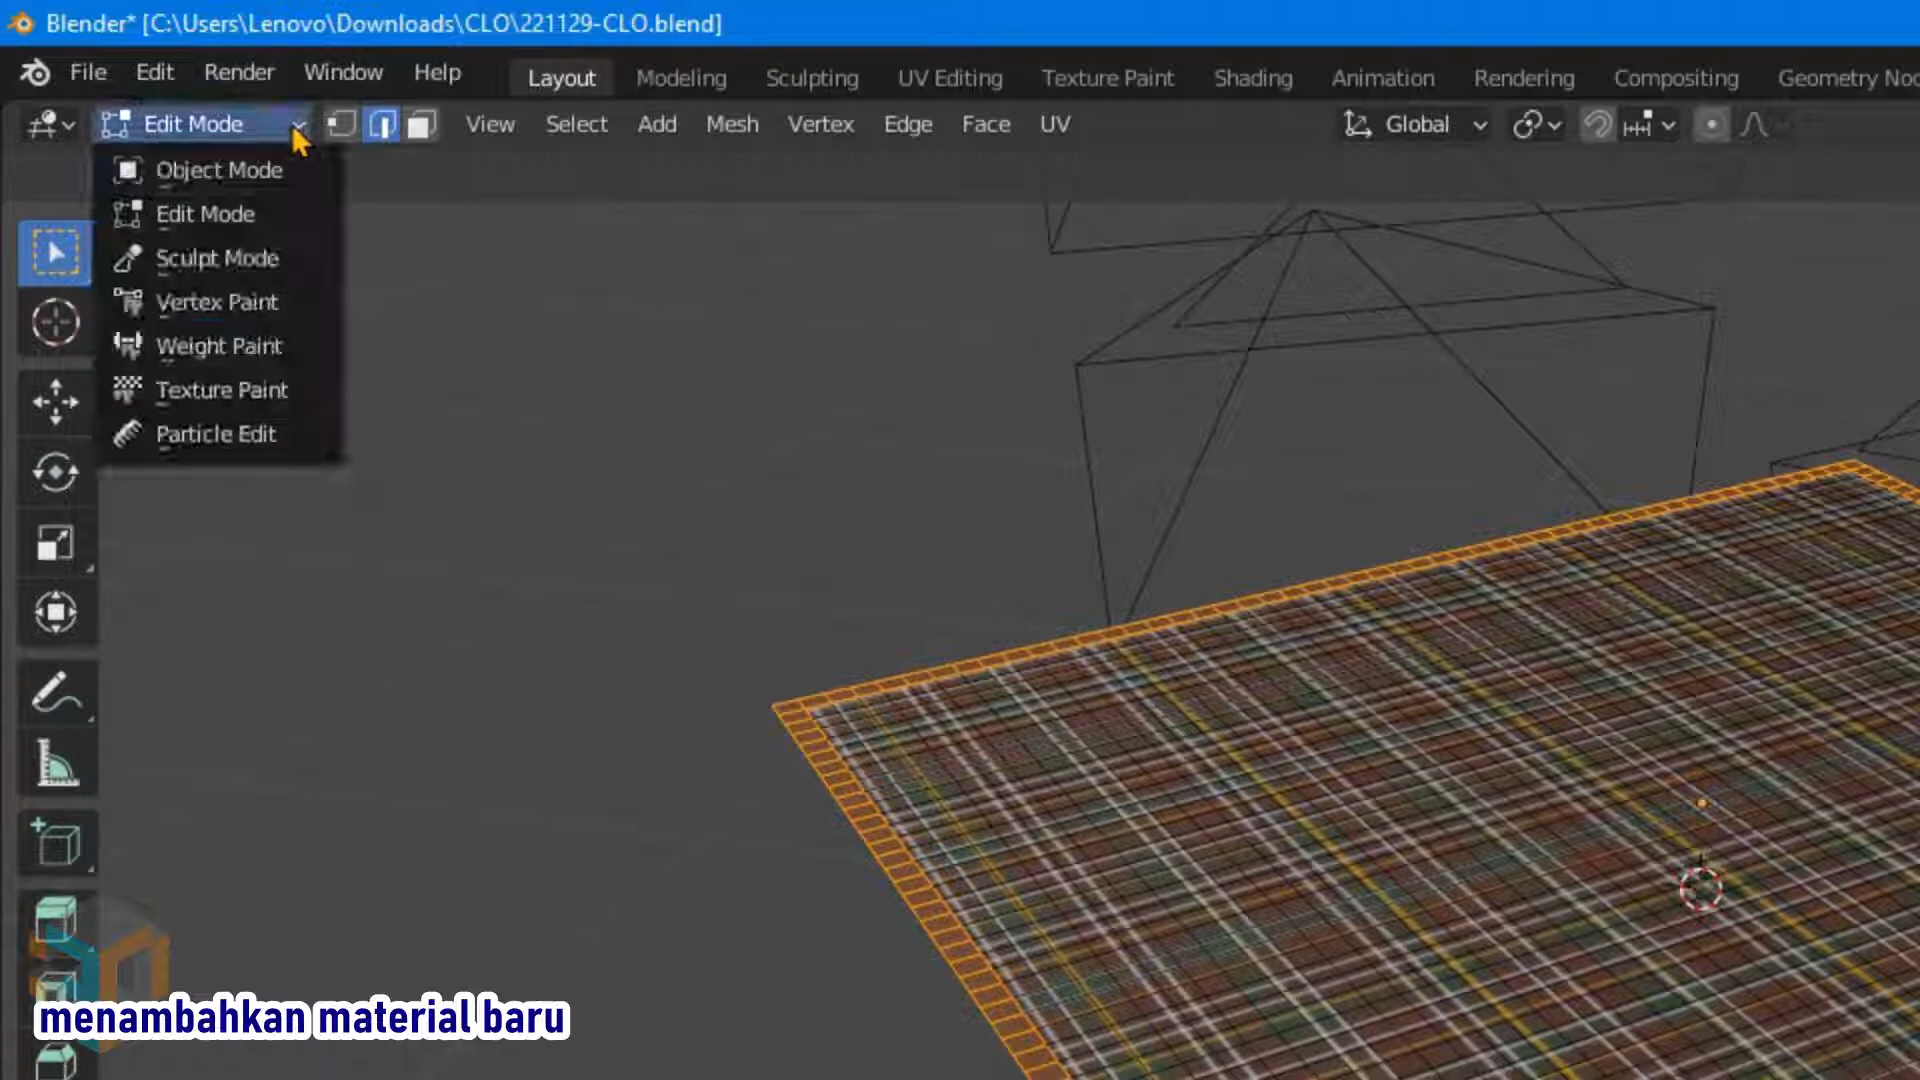 Blender* [C:\Users\Lenovo\Downloads\CLO\221129-CLO.blend]
File Edit Render Window Help Layout Modeling Sculpting UV Editing Texture Paint Shading Animation Rendering Compositing Geometry Noc
Edit Mode View Select Add Mesh Vertex Edge Face UV Global
Object Mode
Edit Mode
Sculpt Mode
Vertex Paint
Weight Paint
Texture Paint
Particle Edit
menambahkan material baru